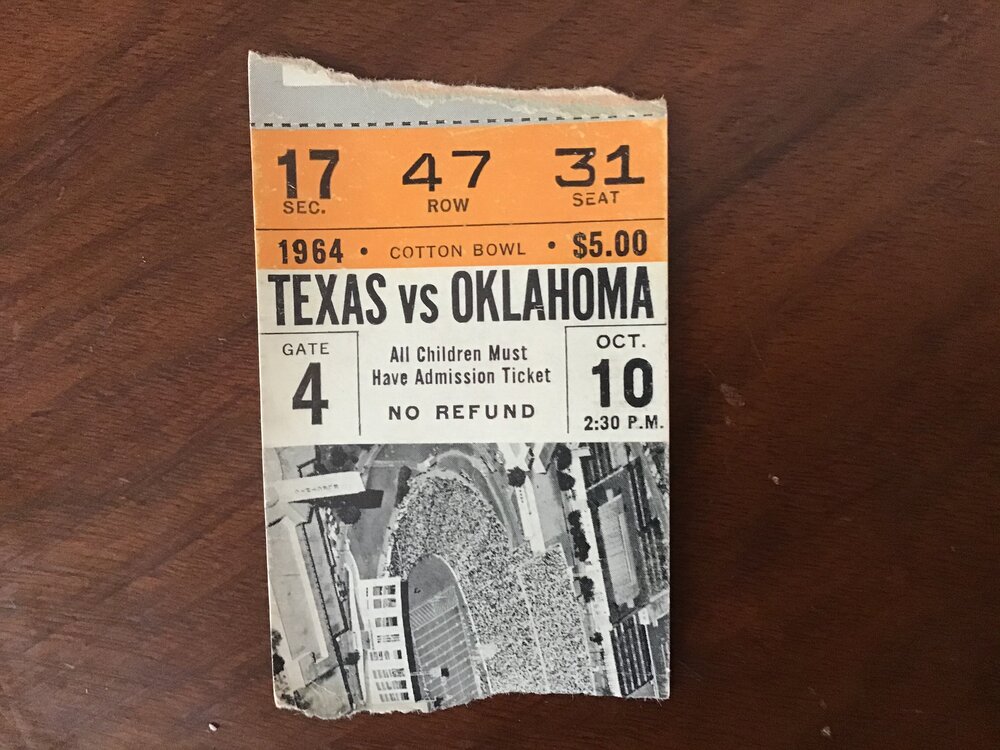 17 47 31
SEC. ROW SEAT
1964 • COTTON BOWL • $5.00
TEXAS vs OKLAHOMA
GATE
4
All Children Must
Have Admission Ticket
NO REFUND
OCT.
10
2:30 P.M.